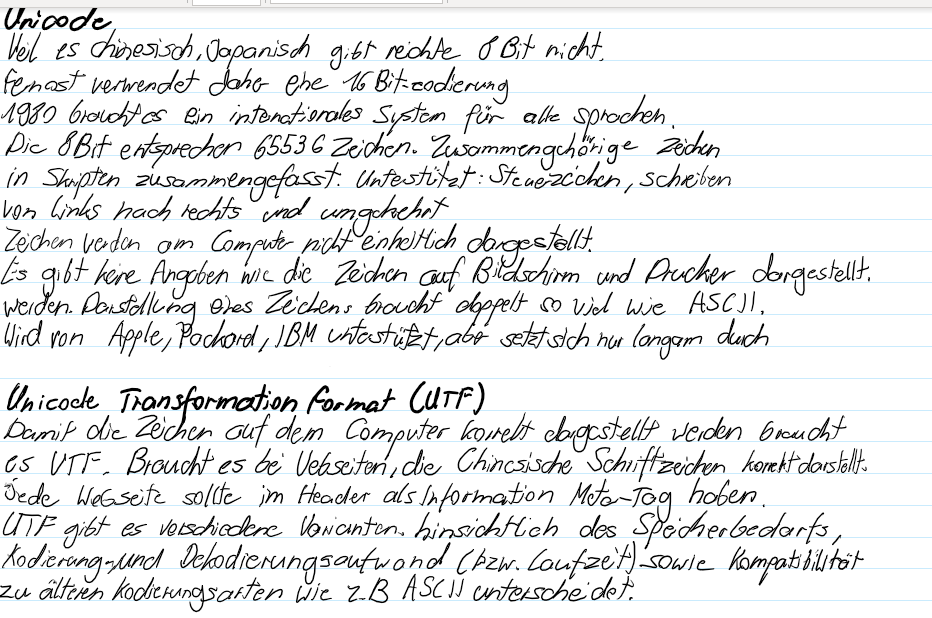 Unicode
Weil es chinesisch, Japanisch gibt reichte 8 Bit nicht.
Fernost verwendet daher eine 16 Bit-codierung
1980 braucht es ein internationales System für alle sprachen.
Die 8Bit entsprechen 65536 Zeichen. Zusammengehörige Zeichen
in Skripten zusammengefasst. Unterstützt: Steuerzeichen, schreiben
von links nach rechts und umgekehrt
Zeichen werden am Computer nicht einheitlich dargestellt.
Es gibt keine Angaben wie die Zeichen auf Bildschirm und Drucker dargestellt.
werden. Darstellung eines Zeichens braucht doppelt so viel wie ASCII.
Wird von Apple, Packard, IBM unterstützt, aber setzt sich nur langam durch
Unicode Transformation Format (UTF)
Damit die Zeichen auf dem Computer korrekt dargestellt werden braucht
es UTF. Braucht es bei Webseiten, die Chinesische Schriftzeichen korrekt darstellt.
Jede Webseite sollte im Header als Information Meta-Tag haben.
UTF gibt es verschiedene Varianten. hinsichtlich des Speicherbedarfs,
Kodierung-und Dekodierungsaufwand (bzw. Laufzeit) sowie Kompatibilität
zu älteren Kodierungsarten wie z.B ASCII unterscheidet.